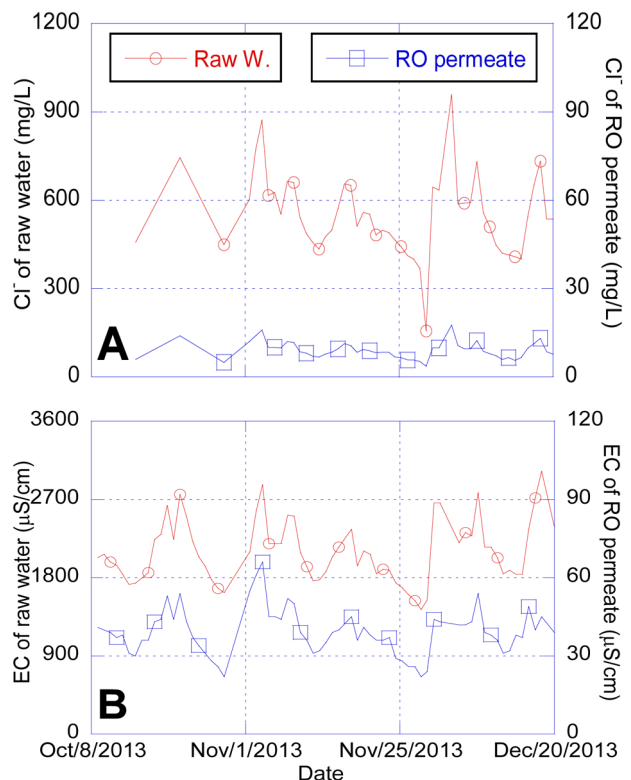 1200
120
Raw W.
RO permeate
900
90
600
60
300
30
0
0
Cl⁻ of raw water (mg/L)
Cl⁻ of RO
permeate (mg/L)
A
3600
120
2700
90
1800
60
900
30
0
0
EC of raw water (µS/cm)
EC of RO
permeate (µS/cm)
B
Oct/8/2013 Nov/1/2013 Nov/25/2013 Dec/20/2013
Date